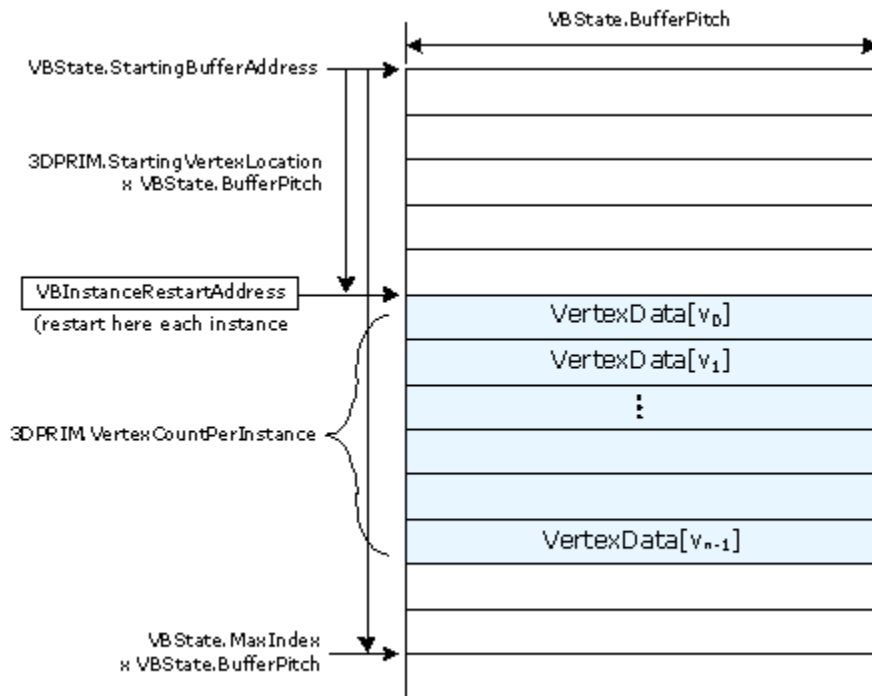 VBState.BufferPitch
VBState.StartingBufferAddress
3DPRIM.StartingVertexLocation
x VBState.BufferPitch
VBInstanceRestartAddress
(restart here each instance
VertexData[v0]
VertexData[v1]
⋮
3DPRIM.VertexCountPerInstance
VertexData[vn-1]
VBState.MaxIndex
x VBState.BufferPitch